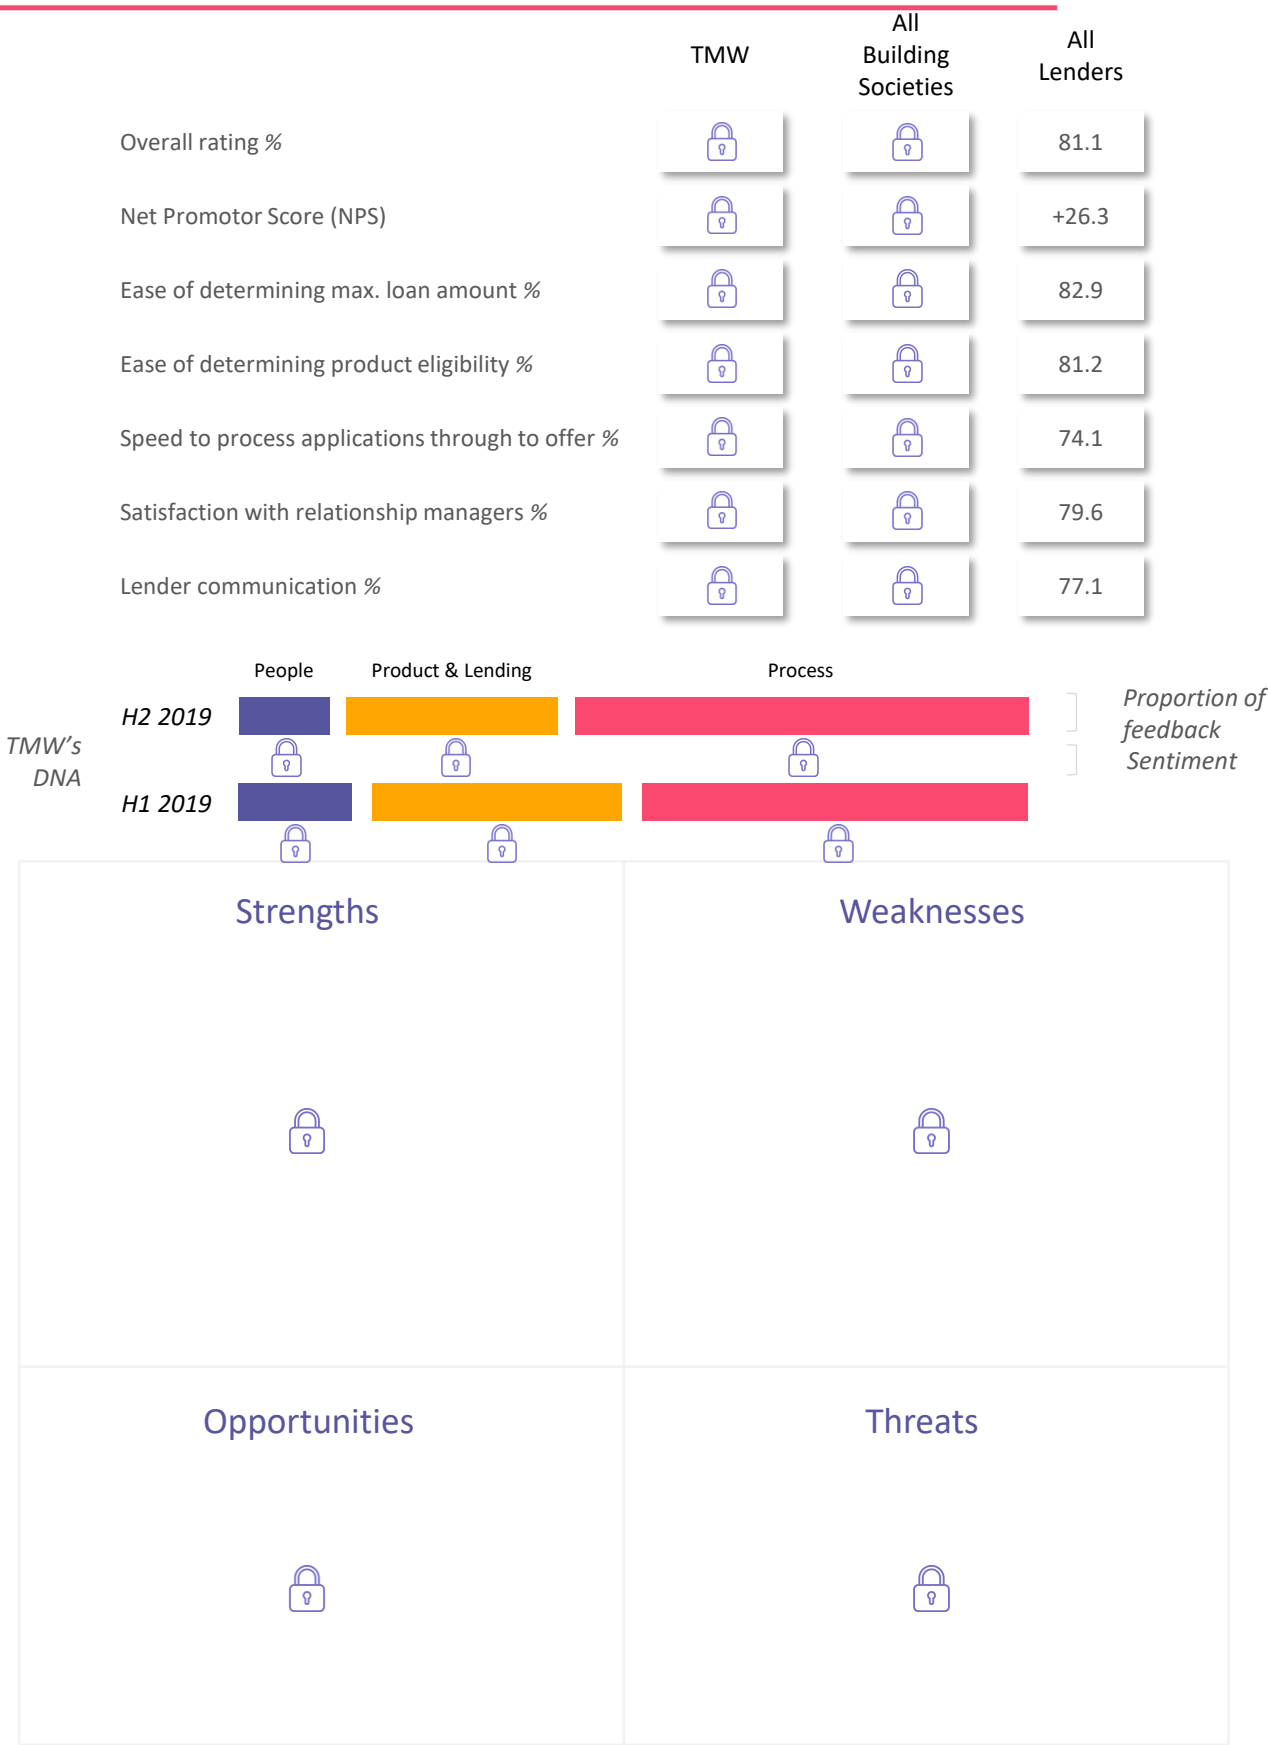 TMW
All
Building
Societies
All
Lenders
Overall rating %
81.1
Net Promotor Score (NPS)
+26.3
Ease of determining max. loan amount %
82.9
Ease of determining product eligibility %
81.2
Speed to process applications through to offer %
74.1
Satisfaction with relationship managers %
79.6
Lender communication %
77.1
People
Product & Lending
Process
TMW's
DNA
H2 2019
H1 2019
Proportion of
feedback
Sentiment
Strengths
Weaknesses
Opportunities
Threats